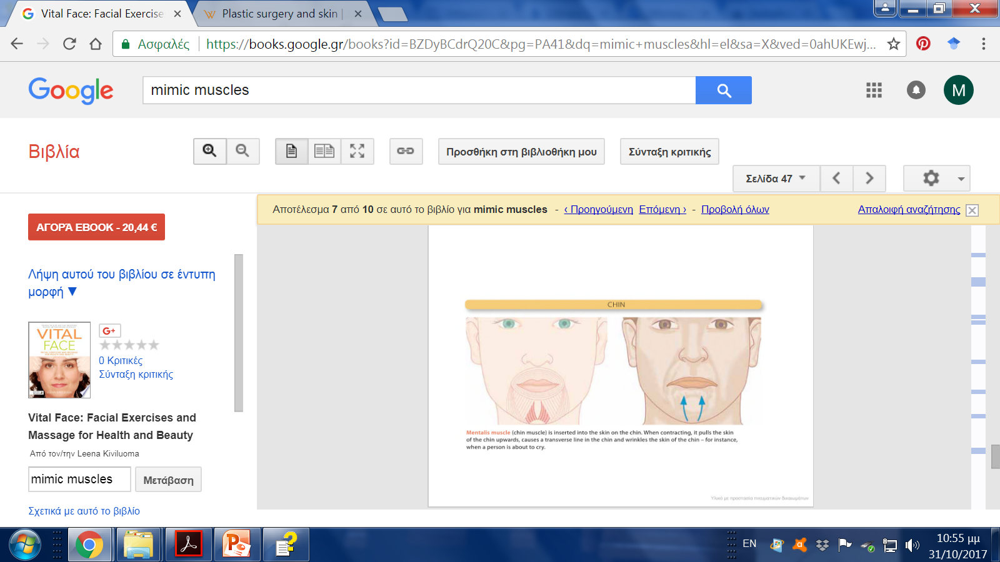 Vital Face: Facial Exercise
Plastic surgery and skin |
Ασφαλές
https://books.google.gr/books?id=BZDyBCdrQ20C&pg=PA41&dq=mimic+muscles&hl=el&sa=X&ved=0ahUKEwj...
Google
mimic muscles
M
Βιβλία
Προσθήκη στη βιβλιοθήκη μου
Σύνταξη κριτικής
Σελίδα 47
Αποτέλεσμα 7 από 10 σε αυτό το βιβλίο για mimic muscles - ‹ Προηγούμενη Επόμενη › - Προβολή όλων
Απαλοιφή αναζήτησης
ΑΓΟΡΆ EBOOK - 20,44 €
Λήψη αυτού του βιβλίου σε έντυπη
μορφή ▼
VITAL
FACE
G+
0 Κριτικές
Σύνταξη κριτικής
Vital Face: Facial Exercises and
Massage for Health and Beauty
Από τον/την Leena Kiviluoma
mimic muscles
Μετάβαση
Σχετικά με αυτό το βιβλίο
CHIN
Mentalis muscle (chin muscle) is inserted into the skin on the chin. When contracting, it pulls the skin
of the chin upwards, causes a transverse line in the chin and wrinkles the skin of the chin – for instance,
when a person is about to cry.
Υλικό με προστασία πνευματικών δικαιωμάτων
EN
10:55 μμ
31/10/2017